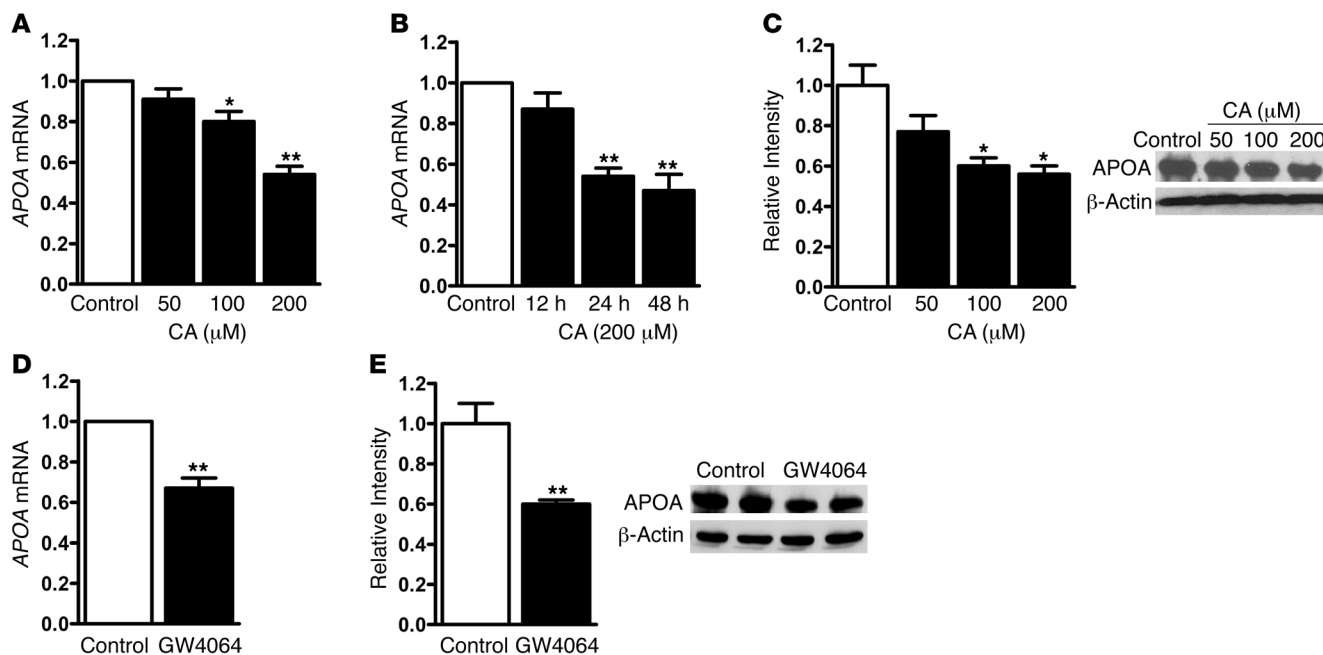 A
APOA mRNA
1.2
1.0
0.8
0.6
0.4
0.2
0.0
*
**
Control 50 100 200
CA (μM)
B
APOA mRNA
1.2
1.0
0.8
0.6
0.4
0.2
0.0
** **
Control 12 h 24 h 48 h
CA (200 μM)
C
Relative Intensity
1.2
1.0
0.8
0.6
0.4
0.2
0.0
* *
Control 50 100 200
CA (μM)
CA (μM)
Control 50 100 200
APOA
β-Actin
D
APOA mRNA
1.2
1.0
0.8
0.6
0.4
0.2
0.0
**
Control GW4064
E
Relative Intensity
1.2
1.0
0.8
0.6
0.4
0.2
0.0
**
Control GW4064
Control GW4064
APOA
β-Actin